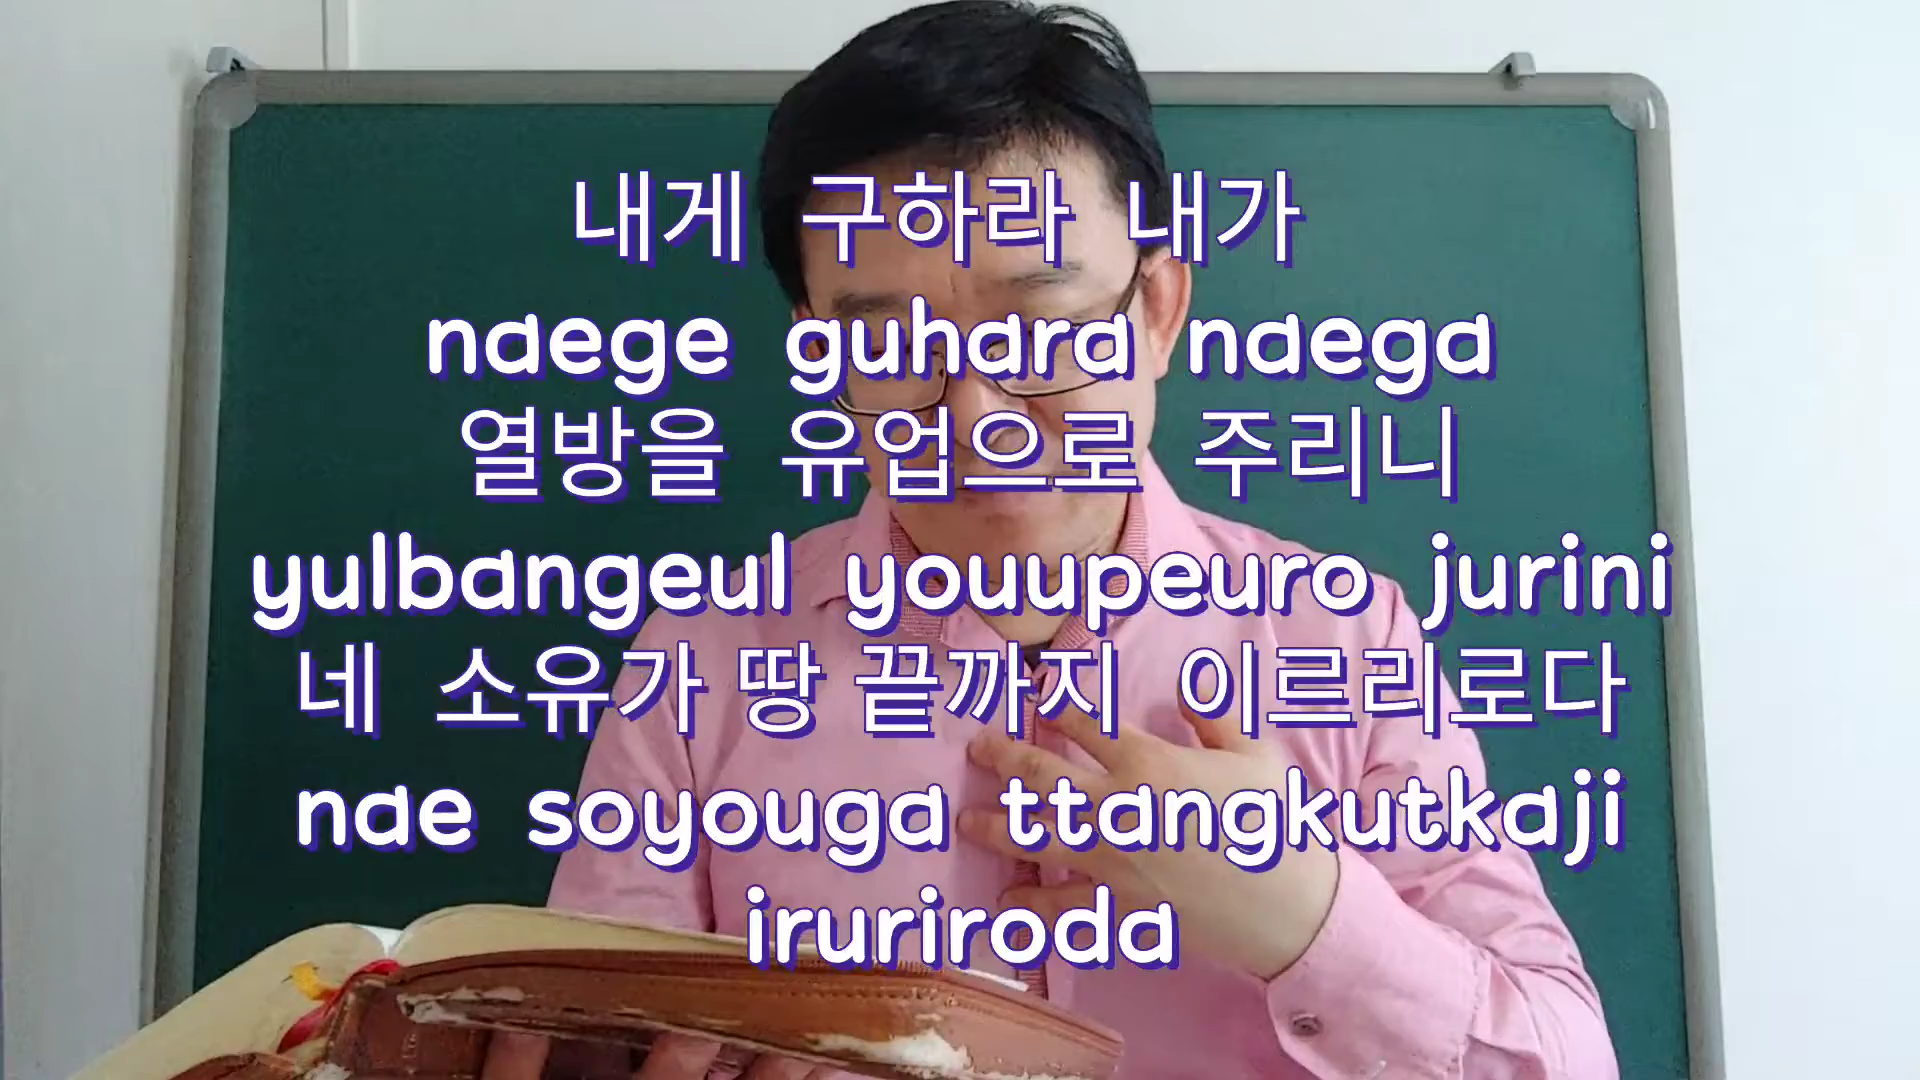 내게 구하라 내가
naege guhara naega
열방을 유업으로 주리니
yulbangeul youupeuro jurini
네 소유가 땅 끝까지 이르리로다
nae soyouga ttangkutkaji
iruriroda